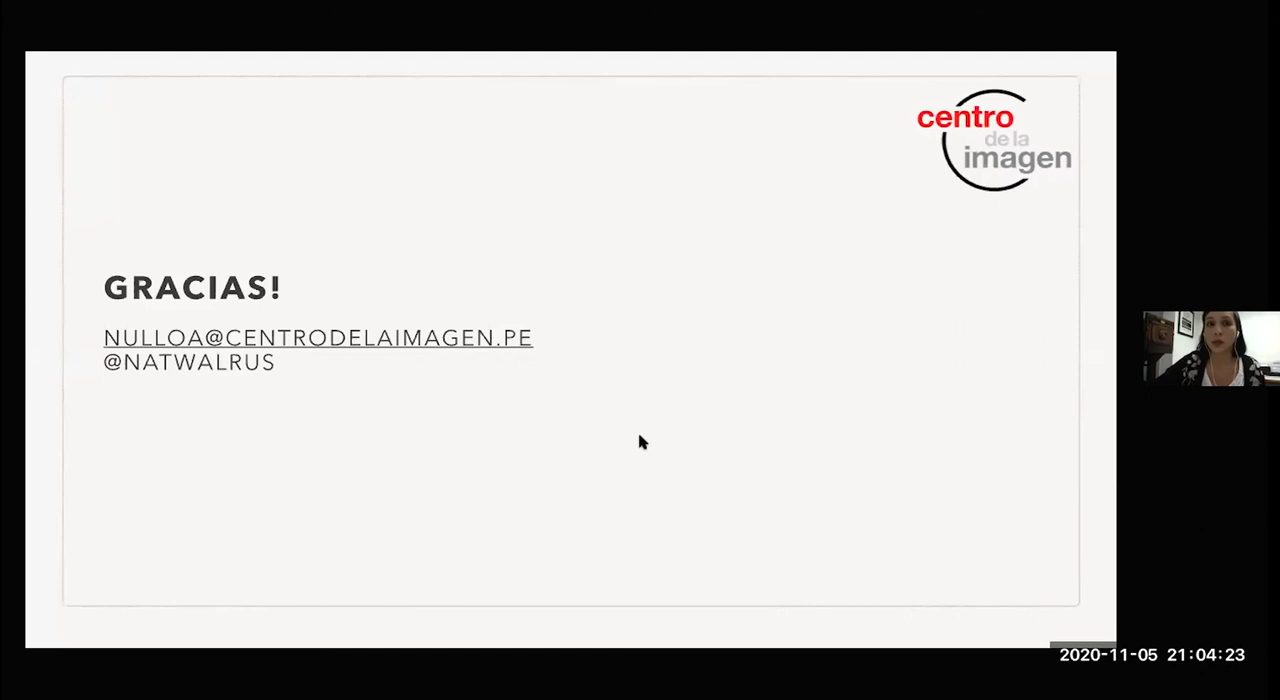 centro
de la
imagen
GRACIAS!
NULLOA@CENTRODELAIMAGEN.PE
@NATWALRUS
2020-11-05 21:04:23